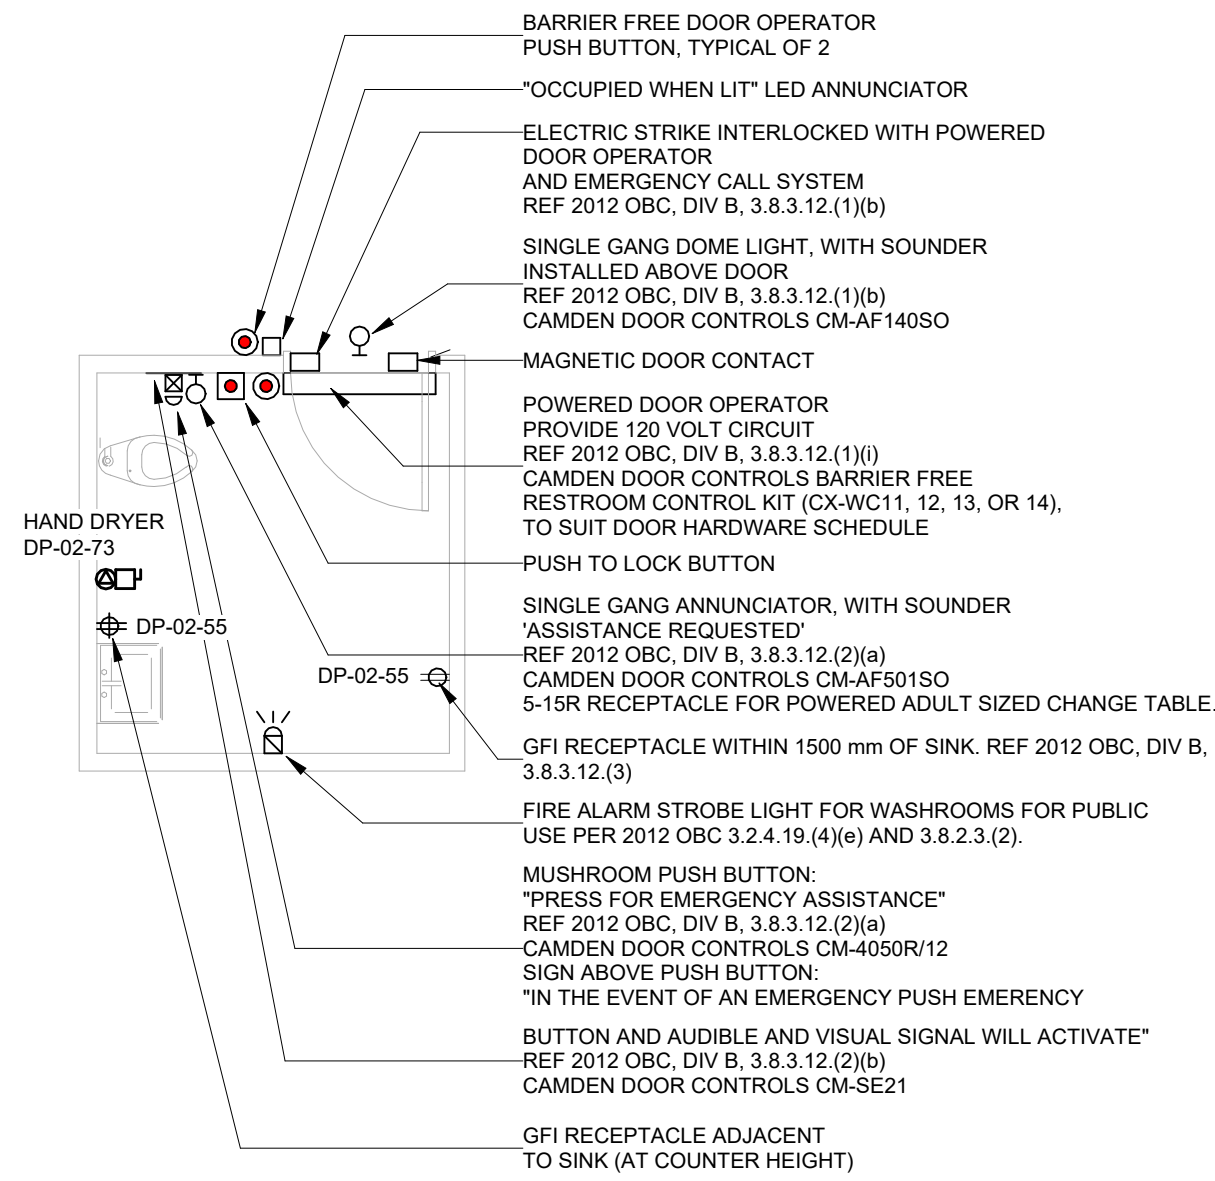 BARRIER FREE DOOR OPERATOR
PUSH BUTTON, TYPICAL OF 2
"OCCUPIED WHEN LIT" LED ANNUNCIATOR
ELECTRIC STRIKE INTERLOCKED WITH POWERED
DOOR OPERATOR
AND EMERGENCY CALL SYSTEM
REF 2012 OBC, DIV B, 3.8.3.12.(1)(b)
SINGLE GANG DOME LIGHT, WITH SOUNDER
INSTALLED ABOVE DOOR
REF 2012 OBC, DIV B, 3.8.3.12.(1)(b)
CAMDEN DOOR CONTROLS CM-AF140SO
MAGNETIC DOOR CONTACT
POWERED DOOR OPERATOR
PROVIDE 120 VOLT CIRCUIT
REF 2012 OBC, DIV B, 3.8.3.12.(1)(i)
CAMDEN DOOR CONTROLS BARRIER FREE
RESTROOM CONTROL KIT (CX-WC11, 12, 13, OR 14),
TO SUIT DOOR HARDWARE SCHEDULE
HAND DRYER
DP-02-73
PUSH TO LOCK BUTTON
SINGLE GANG ANNUNCIATOR, WITH SOUNDER
'ASSISTANCE REQUESTED'
REF 2012 OBC, DIV B, 3.8.3.12.(2)(a)
CAMDEN DOOR CONTROLS CM-AF501SO
5-15R RECEPTACLE FOR POWERED ADULT SIZED CHANGE TABLE.
DP-02-55
DP-02-55
GFI RECEPTACLE WITHIN 1500 mm OF SINK. REF 2012 OBC, DIV B,
3.8.3.12.(3)
FIRE ALARM STROBE LIGHT FOR WASHROOMS FOR PUBLIC
USE PER 2012 OBC 3.2.4.19.(4)(e) AND 3.8.2.3.(2).
MUSHROOM PUSH BUTTON:
"PRESS FOR EMERGENCY ASSISTANCE"
REF 2012 OBC, DIV B, 3.8.3.12.(2)(a)
CAMDEN DOOR CONTROLS CM-4050R/12
SIGN ABOVE PUSH BUTTON:
"IN THE EVENT OF AN EMERGENCY PUSH EMERENCY
BUTTON AND AUDIBLE AND VISUAL SIGNAL WILL ACTIVATE"
REF 2012 OBC, DIV B, 3.8.3.12.(2)(b)
CAMDEN DOOR CONTROLS CM-SE21
GFI RECEPTACLE ADJACENT
TO SINK (AT COUNTER HEIGHT)